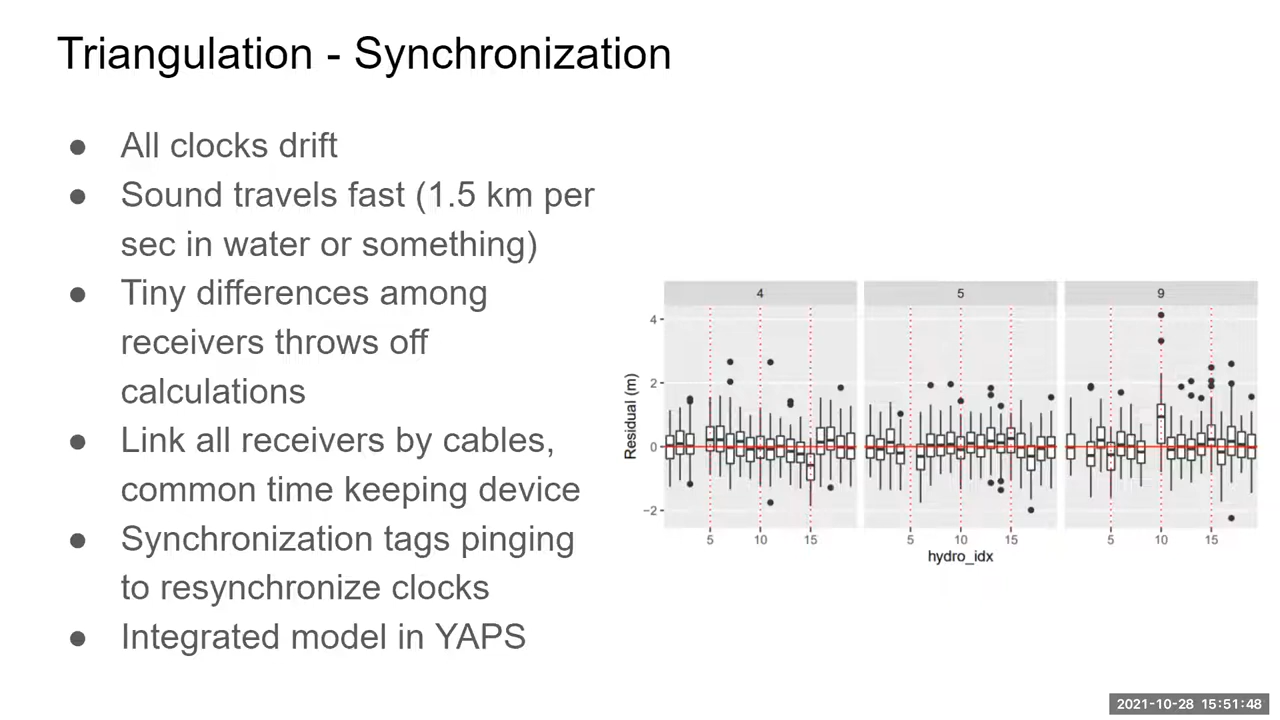 Triangulation - Synchronization
● All clocks drift
● Sound travels fast (1.5 km per
sec in water or something)
● Tiny differences among
receivers throws off
calculations
● Link all receivers by cables,
common time keeping device
● Synchronization tags pinging
to resynchronize clocks
● Integrated model in YAPS
4 5 9
Residual (m)
4
2
0
-2
5 10 15 5 10 15 5 10 15
hydro_idx
2021-10-28 15:51:48